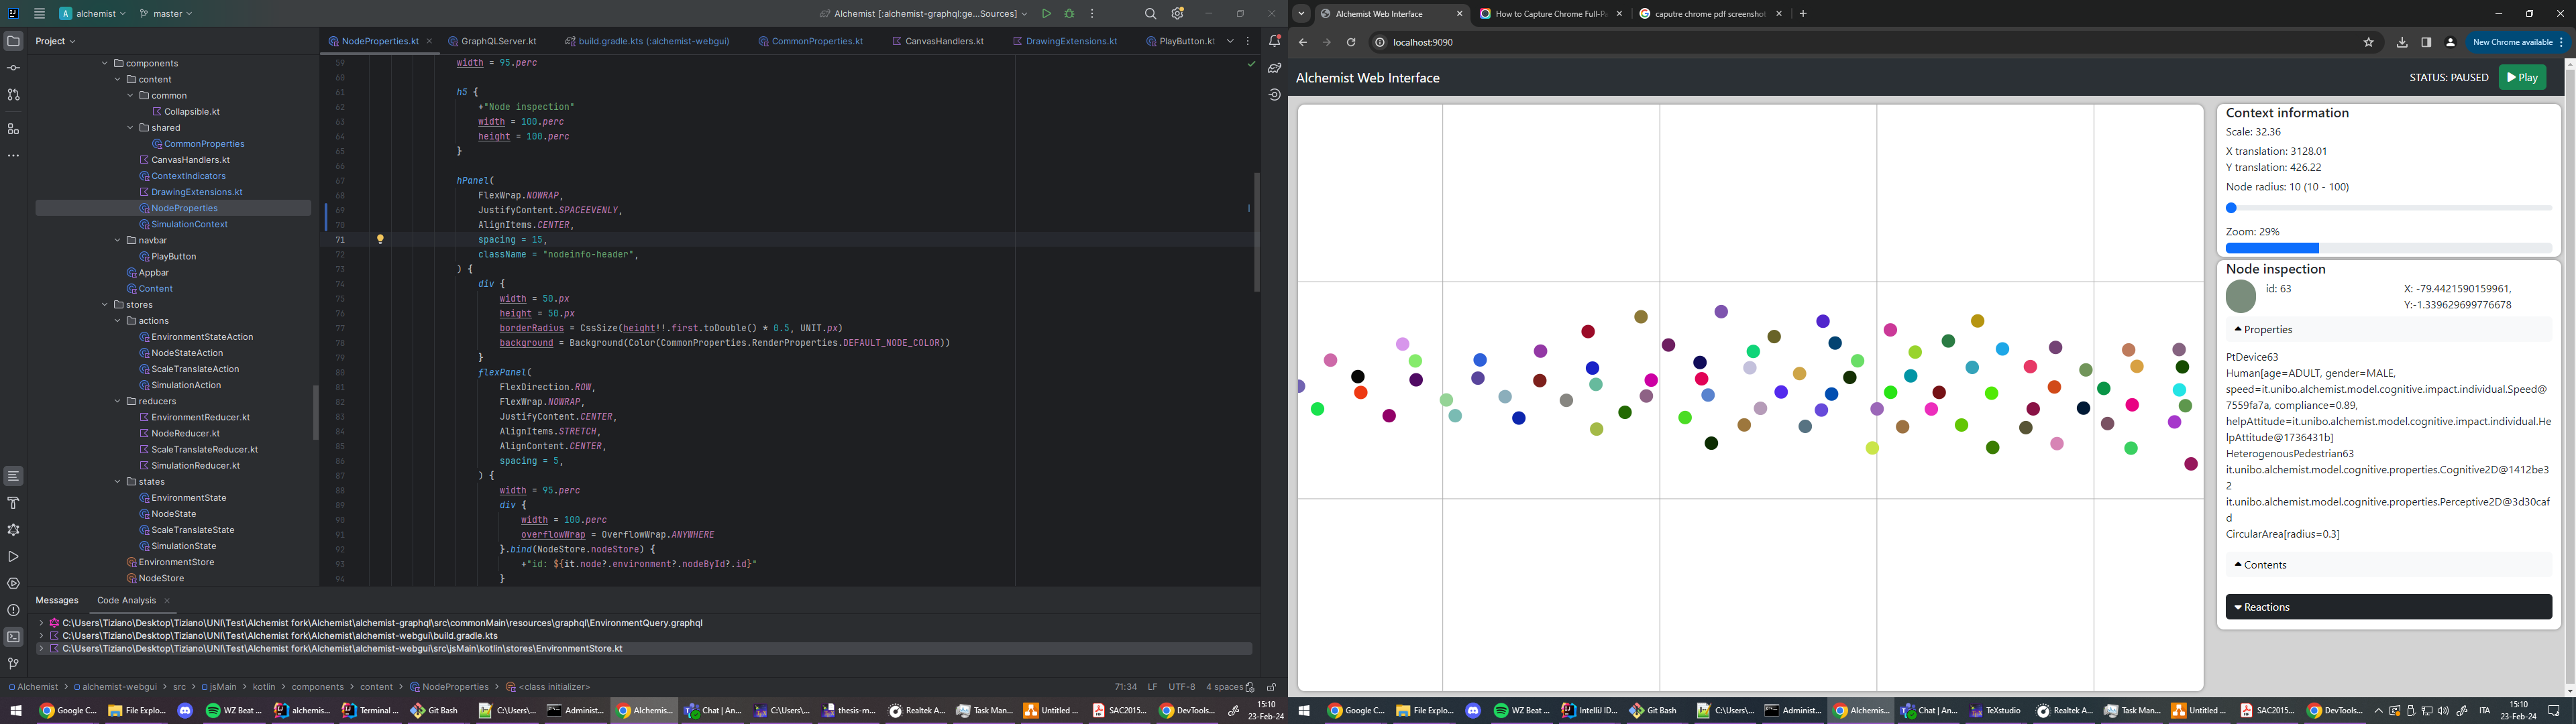 alchemist
master
Alchemist [:alchemist-graphql:ge...Sources]
Project
components
content
common
Collapsible.kt
shared
CommonProperties
CanvasHandlers.kt
ContextIndicators
DrawingExtensions.kt
NodeProperties
SimulationContext
navbar
PlayButton
Appbar
Content
stores
actions
EnvironmentStateAction
NodeStateAction
ScaleTranslateAction
SimulationAction
reducers
EnvironmentReducer.kt
NodeReducer.kt
ScaleTranslateReducer.kt
SimulationReducer.kt
states
EnvironmentState
NodeState
ScaleTranslateState
SimulationState
EnvironmentStore
NodeStore
NodeProperties.kt
GraphQLServer.kt
build.gradle.kts (:alchemist-webgui)
CommonProperties.kt
CanvasHandlers.kt
DrawingExtensions.kt
PlayButton.kt
59 width = 95.perc
60
61 h5 {
62 +"Node inspection"
63 width = 100.perc
64 height = 100.perc
65 }
66
67 hPanel(
68 FlexWrap.NOWRAP,
69 JustifyContent.SPACEEVENLY,
70 AlignItems.CENTER,
71 spacing = 15,
72 className = "nodeinfo-header",
73 ) {
74 div {
75 width = 50.px
76 height = 50.px
77 borderRadius = CssSize(height!!.first.toDouble() * 0.5, UNIT.px)
78 background = Background(Color(CommonProperties.RenderProperties.DEFAULT_NODE_COLOR))
79 }
80 flexPanel(
81 FlexDirection.ROW,
82 FlexWrap.NOWRAP,
83 JustifyContent.CENTER,
84 AlignItems.STRETCH,
85 AlignContent.CENTER,
86 spacing = 5,
87 ) {
88 width = 95.perc
89 div {
90 width = 100.perc
91 overflowWrap = OverflowWrap.ANYWHERE
92 }.bind(NodeStore.nodeStore) {
93 +"id: ${it.node?.environment?.nodeById?.id}"
94 }
Messages
Code Analysis
C:\Users\Tiziano\Desktop\Tiziano\UNI\Test\Alchemist fork\Alchemist\alchemist-graphql\src\commonMain\resources\graphql\EnvironmentQuery.graphql
C:\Users\Tiziano\Desktop\Tiziano\UNI\Test\Alchemist fork\Alchemist\alchemist-webgui\build.gradle.kts
C:\Users\Tiziano\Desktop\Tiziano\UNI\Test\Alchemist fork\Alchemist\alchemist-webgui\src\jsMain\kotlin\stores\EnvironmentStore.kt
Alchemist > alchemist-webgui > src > jsMain > kotlin > components > content > NodeProperties > <class initializer>
71:34 LF UTF-8 4 spaces
Google C... File Explo... WZ Beat ... alchemis... Terminal ... Git Bash C:\Users\... Administ... Alchemis... Chat | An... C:\Users\... thesis-m... Realtek A... Task Man... Untitled ... SAC2015... DevTools...
15:10
23-Feb-24
Alchemist Web Interface
How to Capture Chrome Full-P
caputre chrome pdf screenshot
localhost:9090
New Chrome available
Alchemist Web Interface
STATUS: PAUSED
Play
Context information
Scale: 32.36
X translation: 3128.01
Y translation: 426.22
Node radius: 10 (10 - 100)
Zoom: 29%
Node inspection
id: 63
X: -79.4421590159961,
Y:-1.339629699776678
Properties
PtDevice63
Human[age=ADULT, gender=MALE,
speed=it.unibo.alchemist.model.cognitive.impact.individual.Speed@
7559fa7a, compliance=0.89,
helpAttitude=it.unibo.alchemist.model.cognitive.impact.individual.He
lpAttitude@1736431b]
HeterogenousPedestrian63
it.unibo.alchemist.model.cognitive.properties.Cognitive2D@1412be3
2
it.unibo.alchemist.model.cognitive.properties.Perceptive2D@3d30caf
d
CircularArea[radius=0.3]
Contents
Reactions
Google C... File Explo... WZ Beat ... IntelliJ ID... Git Bash C:\Users\... Administ... Alchemis... Chat | An... TeXstudio Realtek A... Task Man... Untitled ... SAC2015... DevTools...
ITA
15:10
23-Feb-24